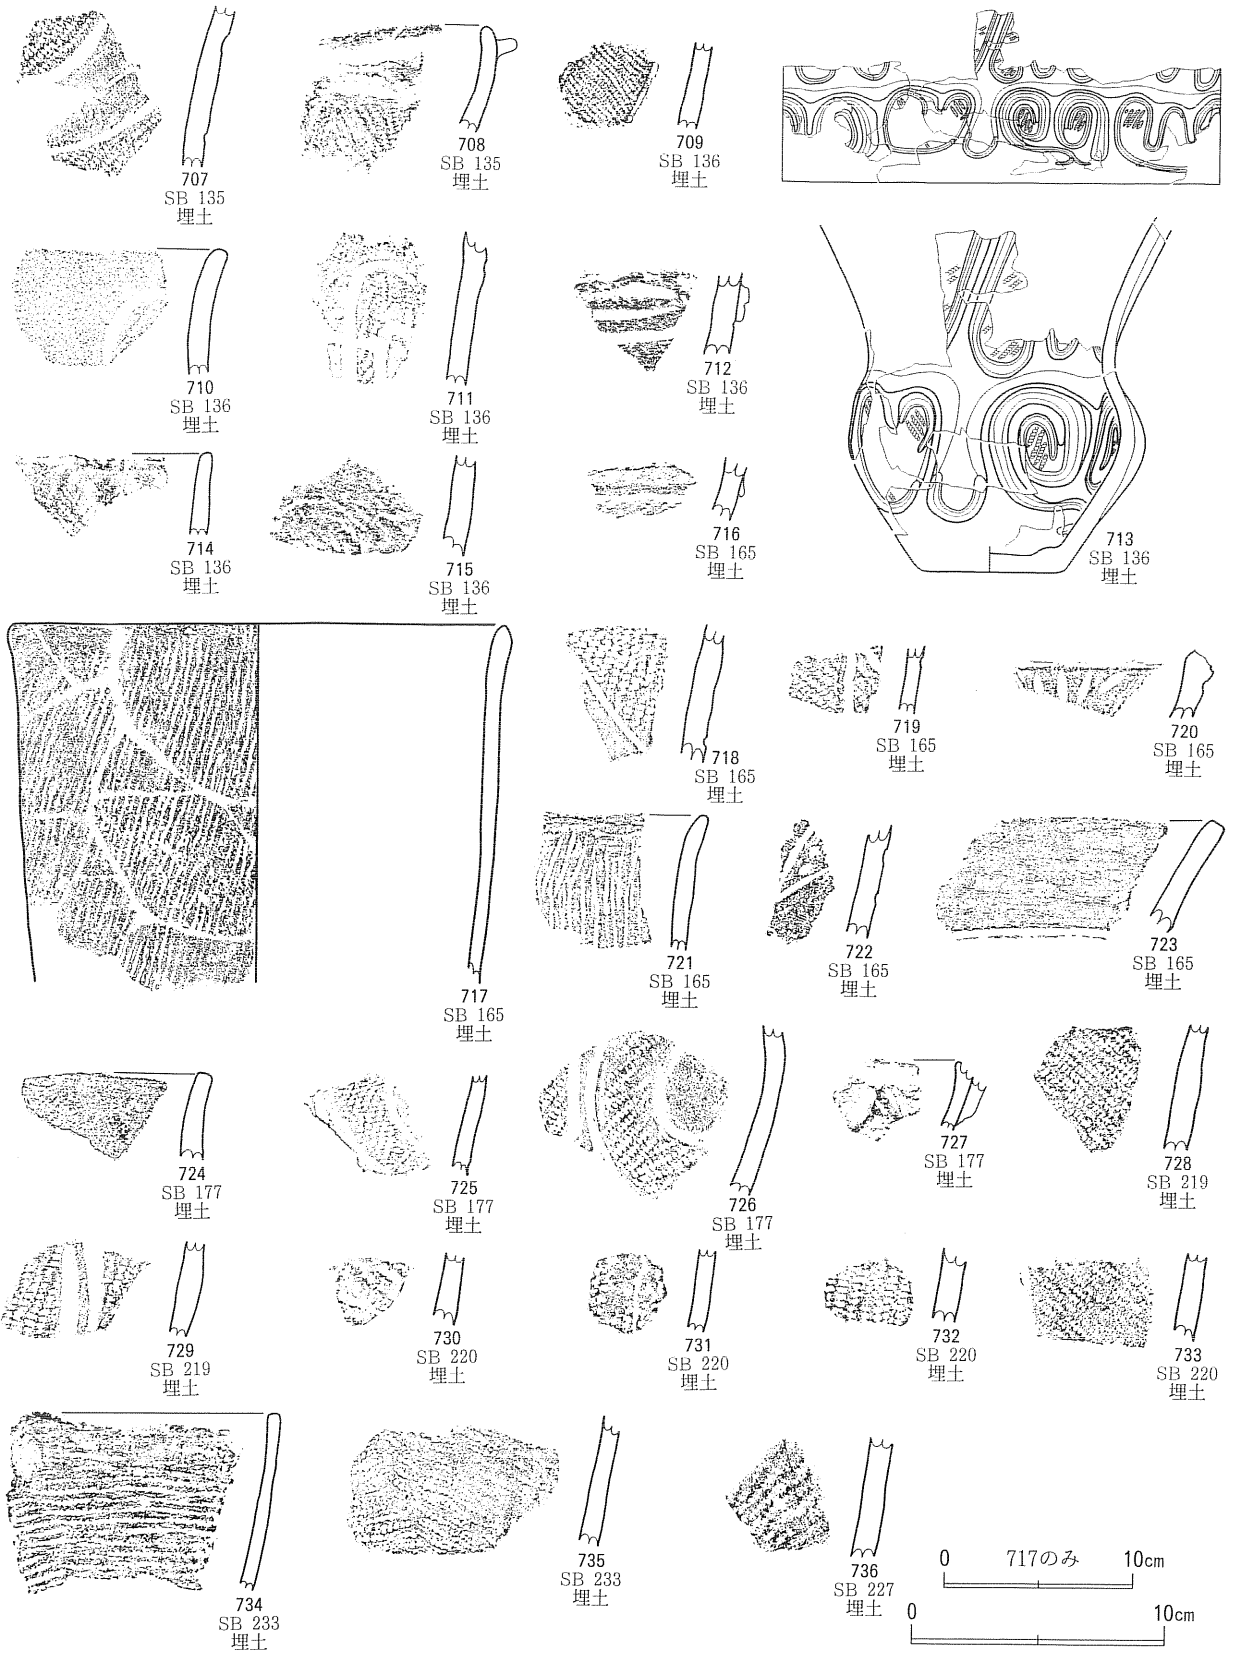 707
SB 135
埋土
708
SB 135
埋土
709
SB 136
埋土
710
SB 136
埋土
711
SB 136
埋土
712
SB 136
埋土
713
SB 136
埋土
714
SB 136
埋土
715
SB 136
埋土
716
SB 165
埋土
717
SB 165
埋土
718
SB 165
埋土
719
SB 165
埋土
720
SB 165
埋土
721
SB 165
埋土
722
SB 165
埋土
723
SB 165
埋土
724
SB 177
埋土
725
SB 177
埋土
726
SB 177
埋土
727
SB 177
埋土
728
SB 219
埋土
729
SB 219
埋土
730
SB 220
埋土
731
SB 220
埋土
732
SB 220
埋土
733
SB 220
埋土
734
SB 233
埋土
735
SB 233
埋土
736
SB 227
埋土
0 717のみ 10cm
0 10cm